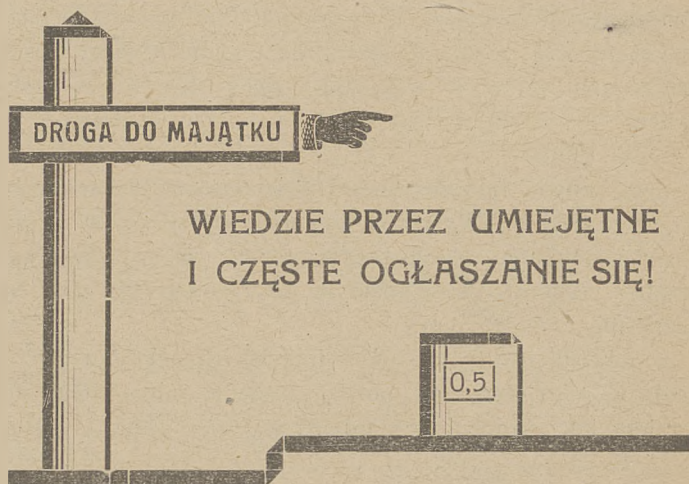 DROGA DO MAJĄTKU
WIEDZIE PRZEZ UMIEJĘTNE
I CZĘSTE OGŁASZANIE SIĘ!
0,5